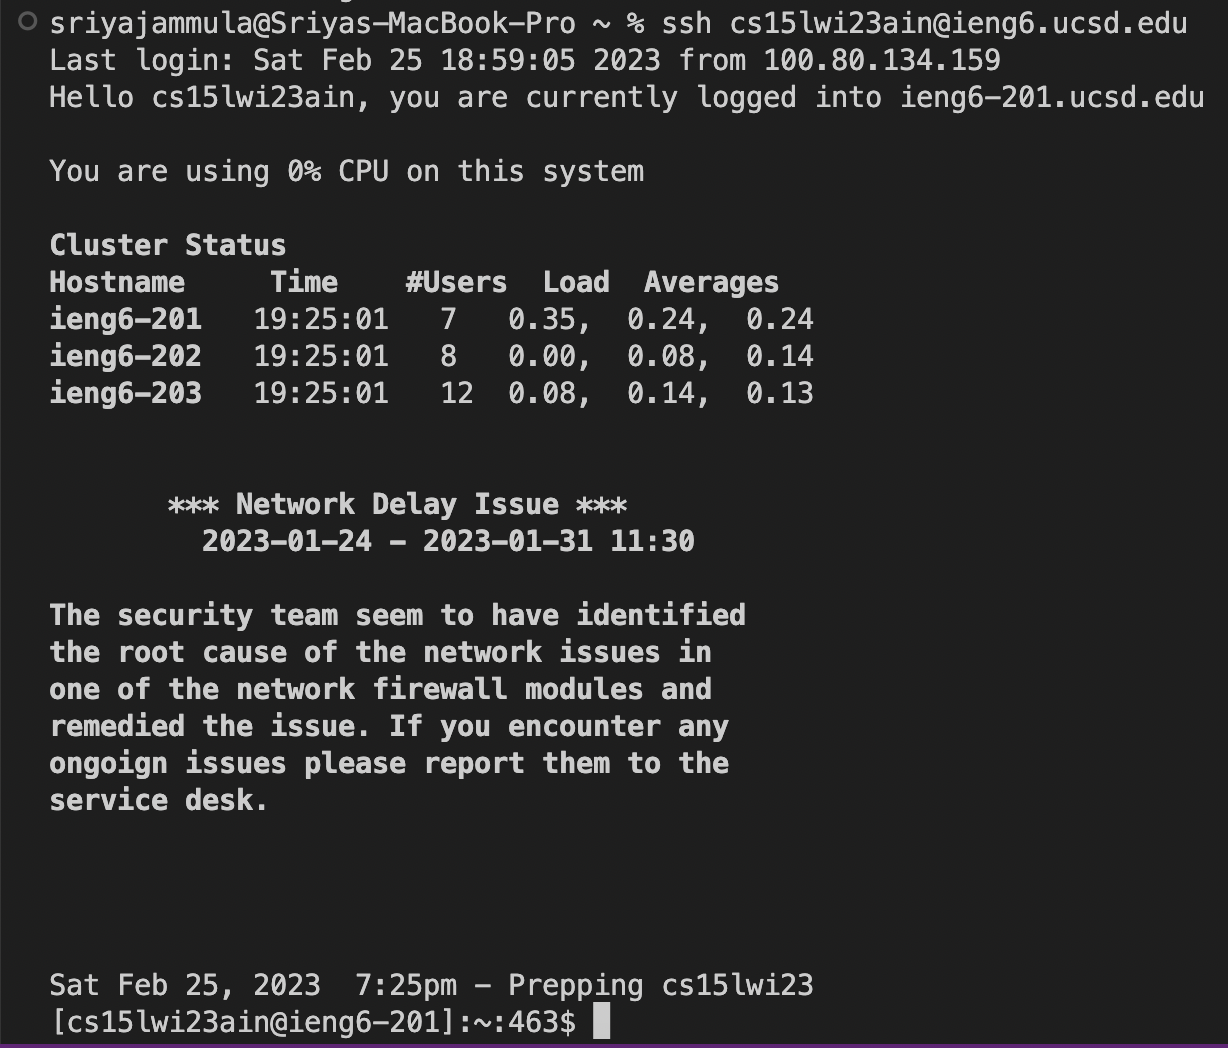 sriyajammula@Sriyas-MacBook-Pro ~ % ssh cs15lwi23ain@ieng6.ucsd.edu
Last login: Sat Feb 25 18:59:05 2023 from 100.80.134.159
Hello cs15lwi23ain, you are currently logged into ieng6-201.ucsd.edu
You are using 0% CPU on this system
Cluster Status
Hostname     Time    #Users  Load  Averages
ieng6-201   19:25:01   7   0.35,  0.24,  0.24
ieng6-202   19:25:01   8   0.00,  0.08,  0.14
ieng6-203   19:25:01   12  0.08,  0.14,  0.13
*** Network Delay Issue ***
2023-01-24 - 2023-01-31 11:30
The security team seem to have identified
the root cause of the network issues in
one of the network firewall modules and
remedied the issue. If you encounter any
ongoign issues please report them to the
service desk.
Sat Feb 25, 2023  7:25pm - Prepping cs15lwi23
[cs15lwi23ain@ieng6-201]:~:463$